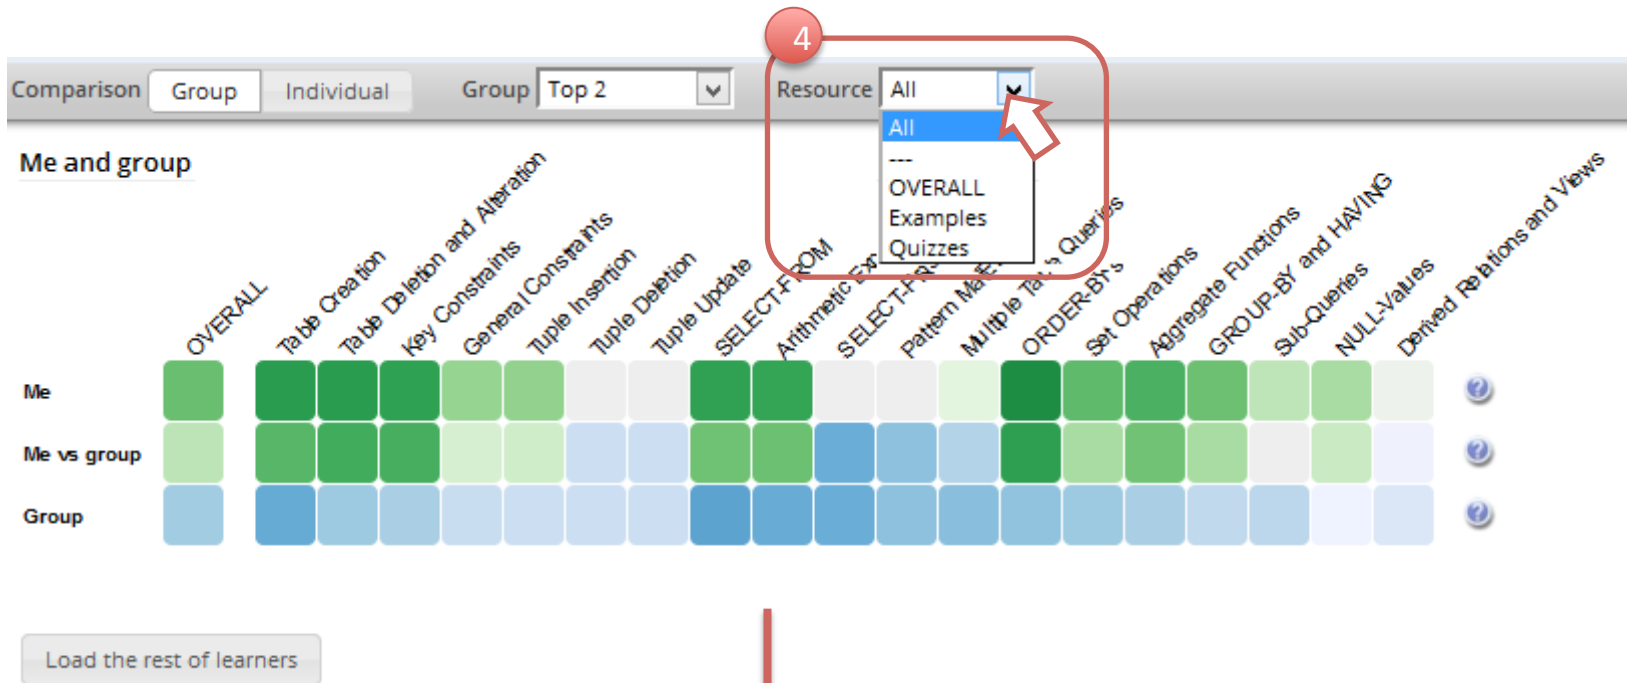 4
Comparison Group Individual Group Top 2 Resource All
All
---
OVERALL
Examples
Quizzes
Me and group
OVERALL
Table Creation
Table Deletion and Alteration
Key Constraints
General Constraints
Tuple Insertion
Tuple Deletion
Tuple Update
SELECT-FROM
Arithmetic
SELECT-
Pattern
Multiple Table Queries
ORDER-BY
Set Operations
Aggregate Functions
GROUP-BY and HAVING
Sub-Queries
NULL-Values
Derived Relations and Views
Me
?
Me vs group
?
Group
?
Load the rest of learners